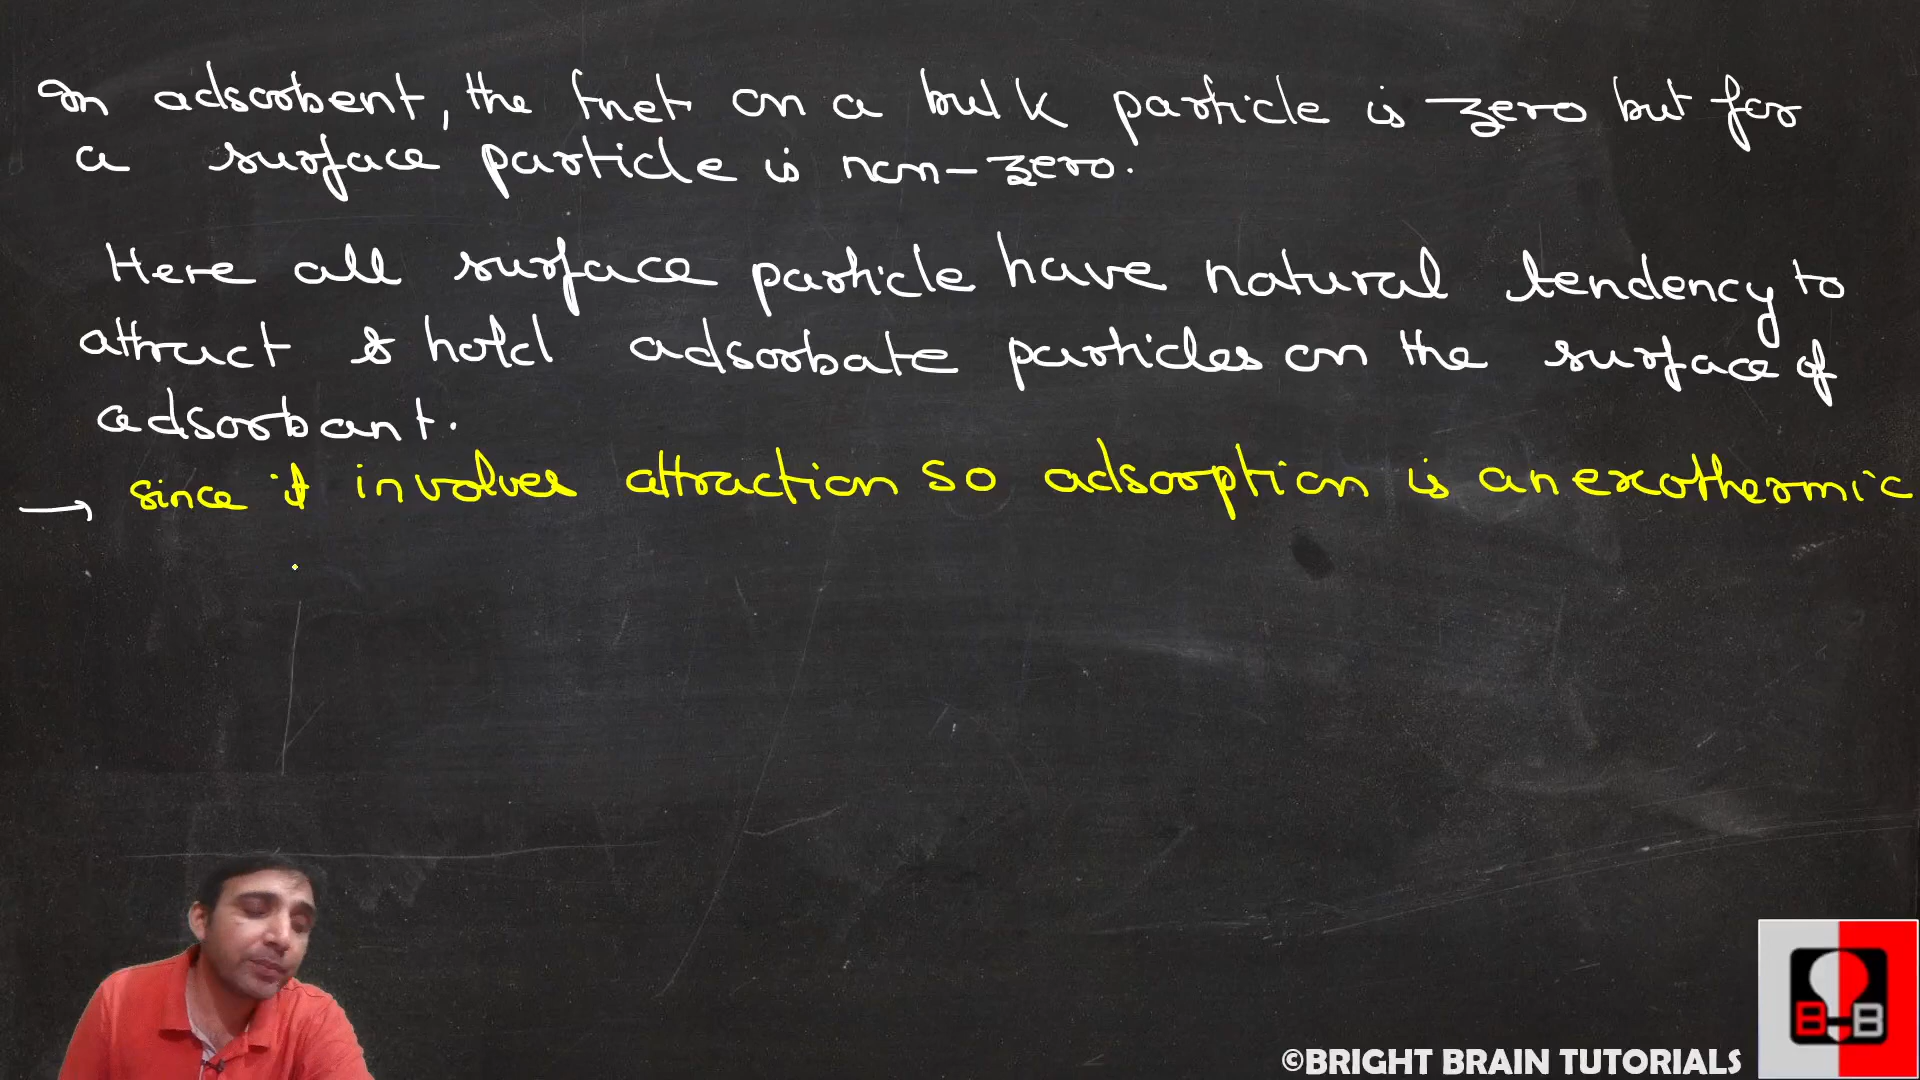 In adsorbent, the fnet on a bulk particle is zero but for
a surface particle is non-zero.
Here all surface particle have natural tendency to
attract & hold adsorbate particles on the surface of
adsorbant.
→ since it involves attraction so adsorption is an exothermic
B B
©BRIGHT BRAIN TUTORIALS